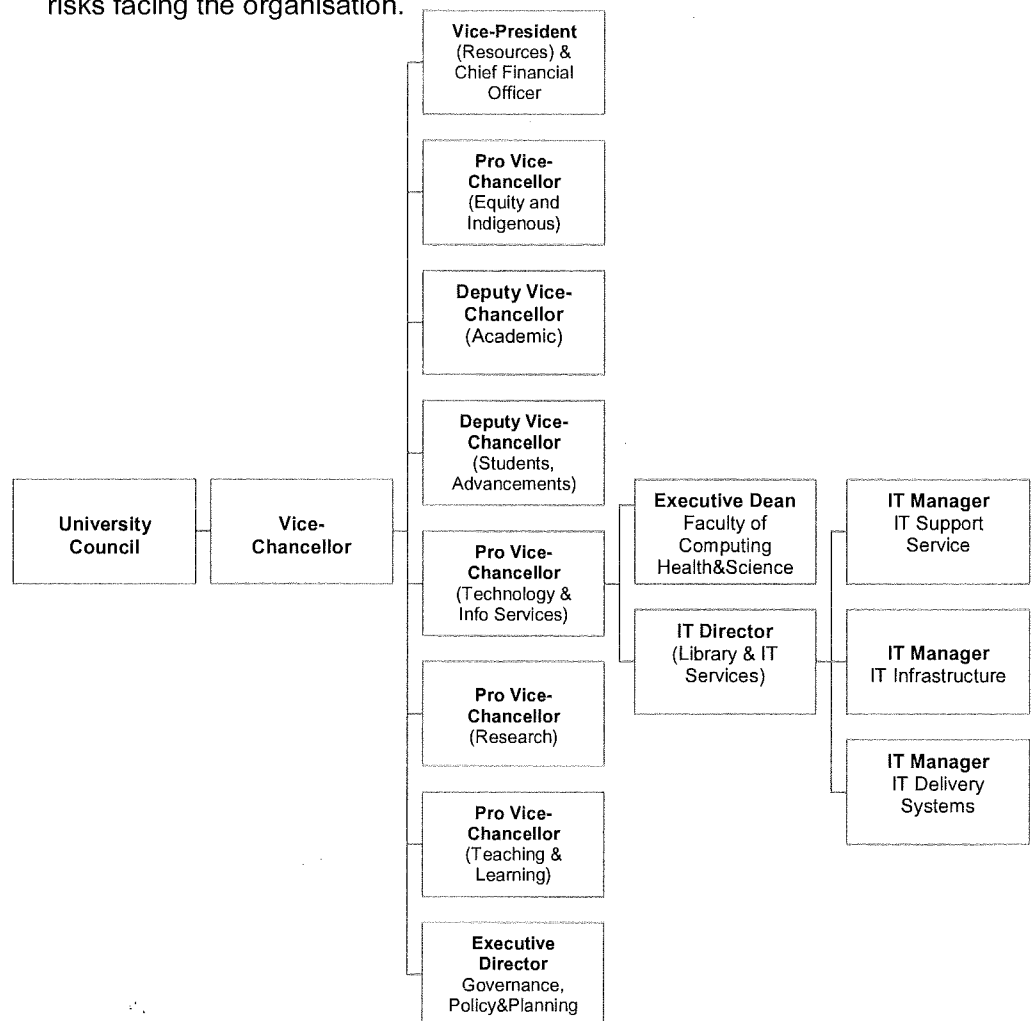 risks facing the organisation.
Vice-President
(Resources) &
Chief Financial
Officer
Pro Vice-
Chancellor
(Equity and
Indigenous)
Deputy Vice-
Chancellor
(Academic)
Deputy Vice-
Chancellor
(Students,
Advancements)
University
Council
Vice-
Chancellor
Pro Vice-
Chancellor
(Technology &
Info Services)
Executive Dean
Faculty of
Computing
Health&Science
IT Director
(Library & IT
Services)
IT Manager
IT Support
Service
IT Manager
IT Infrastructure
IT Manager
IT Delivery
Systems
Pro Vice-
Chancellor
(Research)
Pro Vice-
Chancellor
(Teaching &
Learning)
Executive
Director
Governance,
Policy&Planning